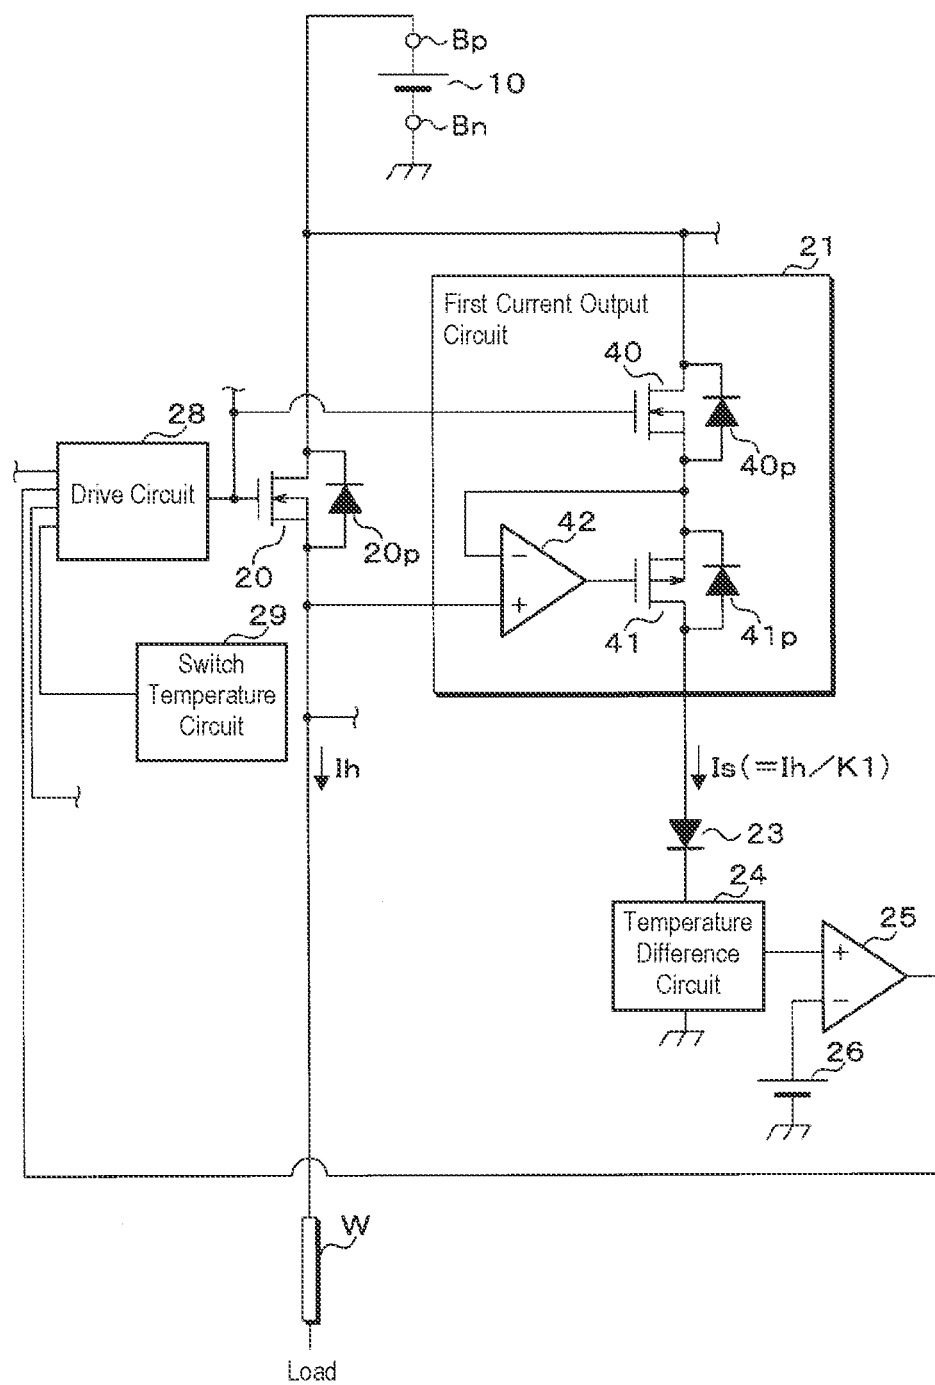 Bp
10
Bn
21
First Current Output
Circuit
40
28
40p
Drive Circuit
42
20p
20
−
+
29
41
41p
Switch
Temperature
Circuit
Ih
Is(=Ih/K1)
23
24
25
Temperature
Difference
Circuit
+
−
26
W
Load